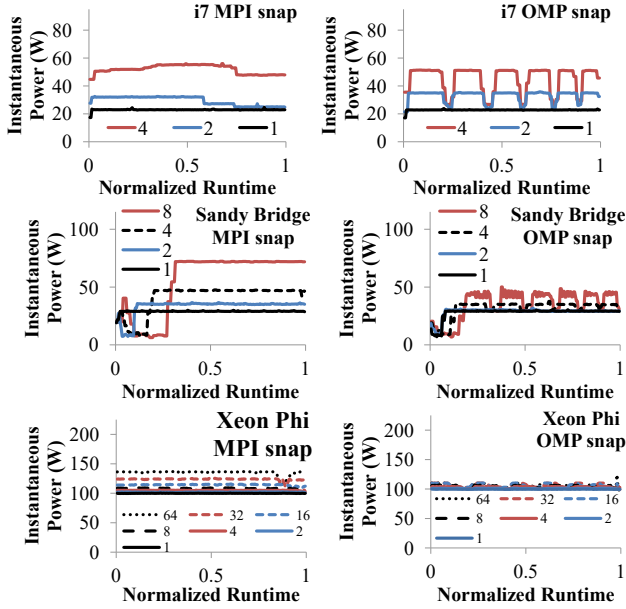 i7 MPI snap
Instantaneous
Power (W)
80
60
40
20
0
4 2 1
0 0.5 1
Normalized Runtime
i7 OMP snap
Instantaneous
Power (W)
80
60
40
20
0
4 2 1
0 0.5 1
Normalized Runtime
8
4
2
1
Sandy Bridge
MPI snap
Instantaneous
Power (W)
100
50
0
0 0.5 1
Normalized Runtime
8
4
2
1
Sandy Bridge
OMP snap
Instantaneous
Power (W)
100
50
0
0 0.5 1
Normalized Runtime
Xeon Phi
MPI snap
Instantaneous
Power (W)
200
150
100
50
0
64 32 16
8 4 2
1
0 0.5 1
Normalized Runtime
Xeon Phi
OMP snap
Instantaneous
Power (W)
200
150
100
50
0
64 32 16
8 4 2
1
0 0.5 1
Normalized Runtime